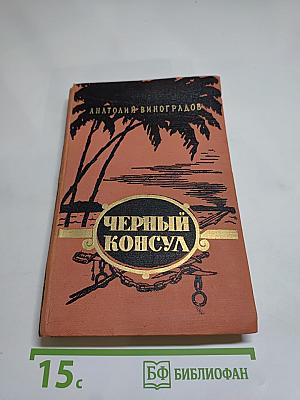 АНАТОЛИЙ ВИНОГРАДОВ
ЧЕРНЫЙ
КОНСУЛ
15с
БФ БИБЛИОФАН